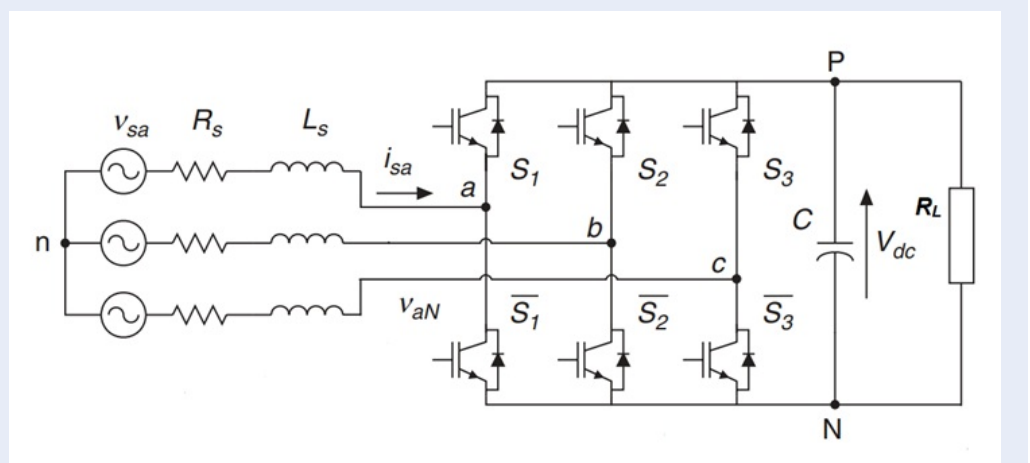 P
v_sa R_s L_s
i_sa
a
S_1 S_2 S_3
R_L
C
n
b
V_dc
c
v_aN
S̅_1 S̅_2 S̅_3
N